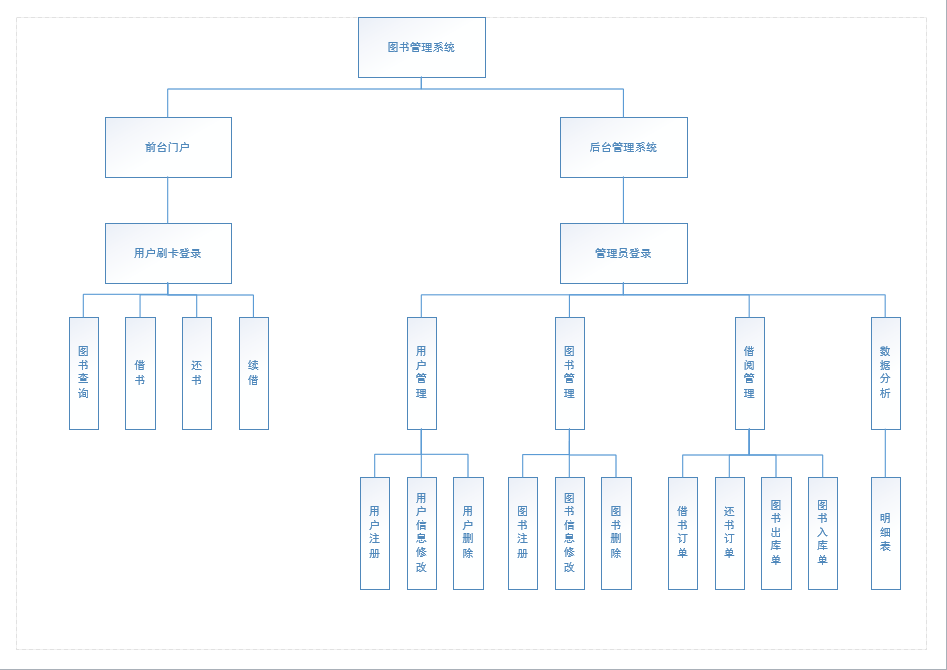 图书管理系统
前台门户
后台管理系统
用户刷卡登录
管理员登录
图书查询
借书
还书
续借
用户管理
图书管理
借阅管理
数据分析
用户注册
用户信息修改
用户删除
图书注册
图书信息修改
图书删除
借书订单
还书订单
图书出库单
图书入库单
明细表